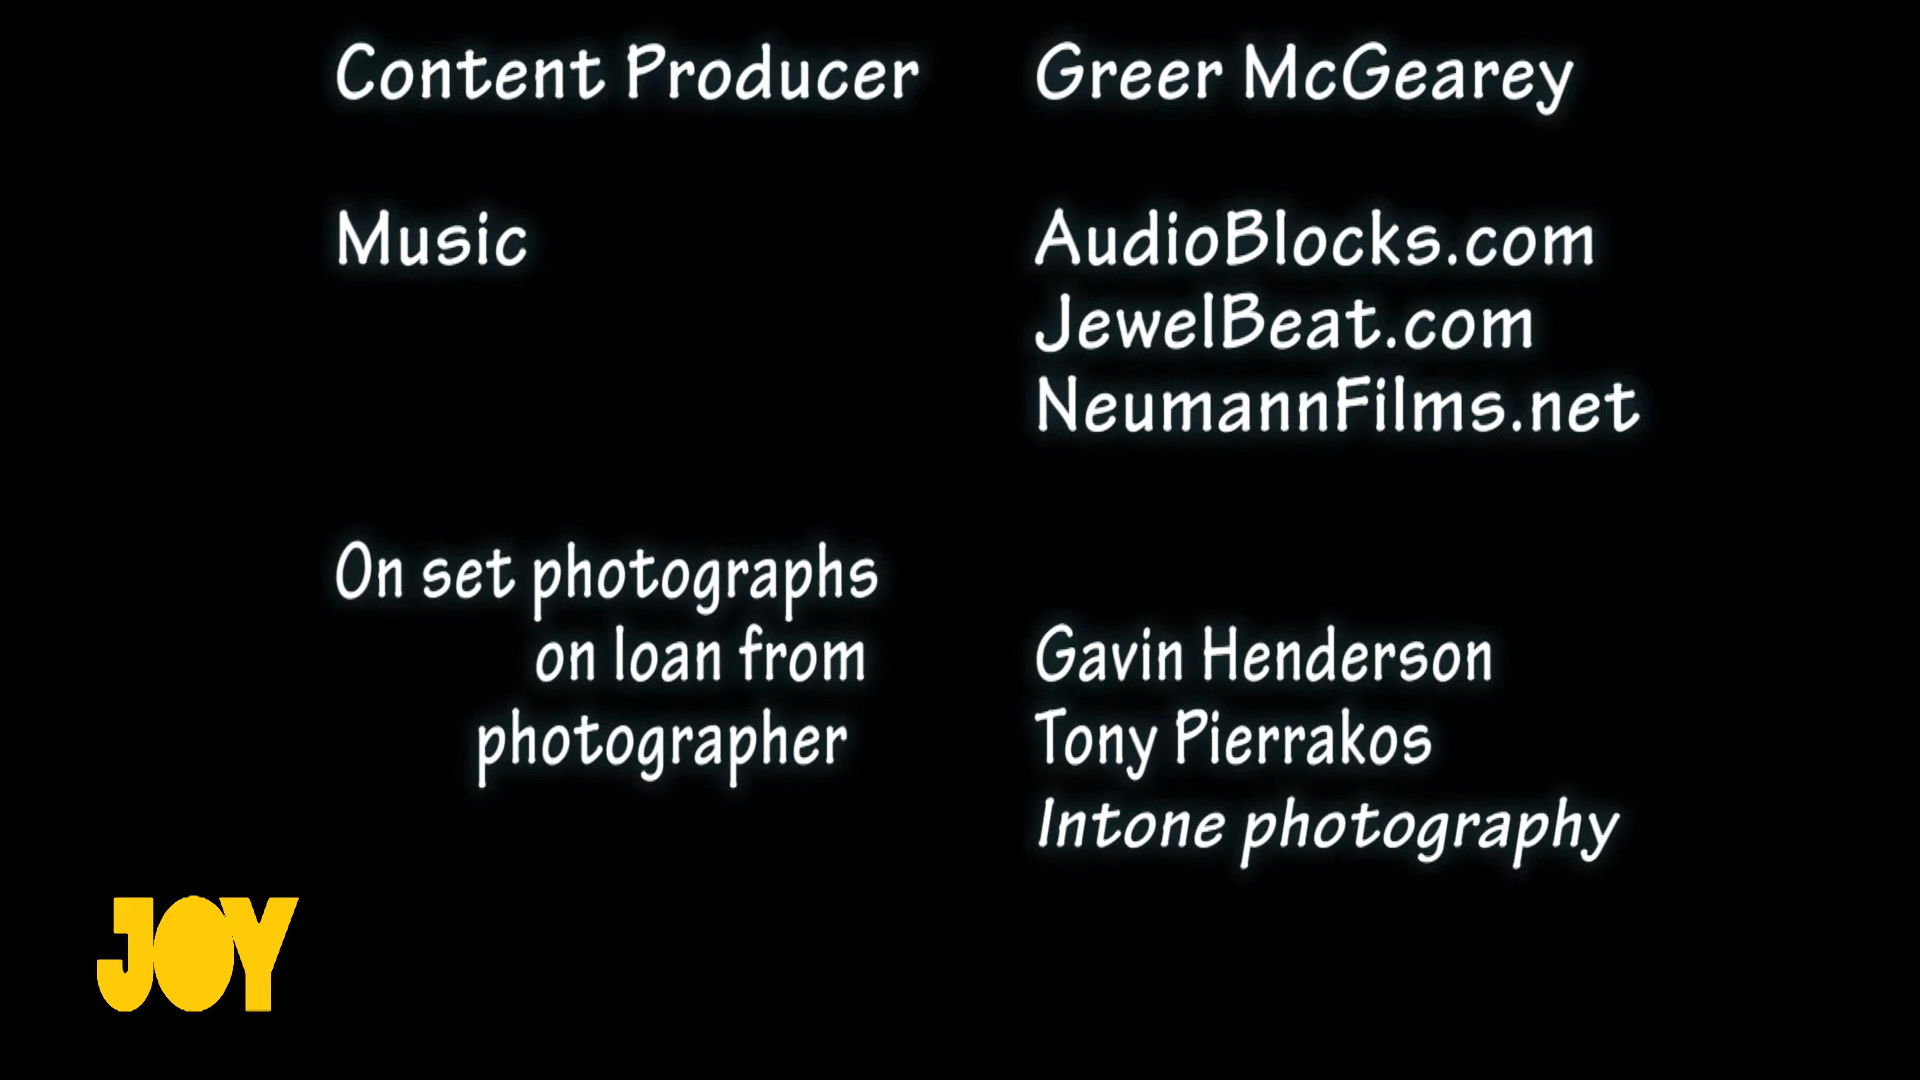 Content Producer Greer McGearey
Music AudioBlocks.com
JewelBeat.com
NeumannFilms.net
On set photographs
on loan from Gavin Henderson
photographer Tony Pierrakos
Intone photography
JOY